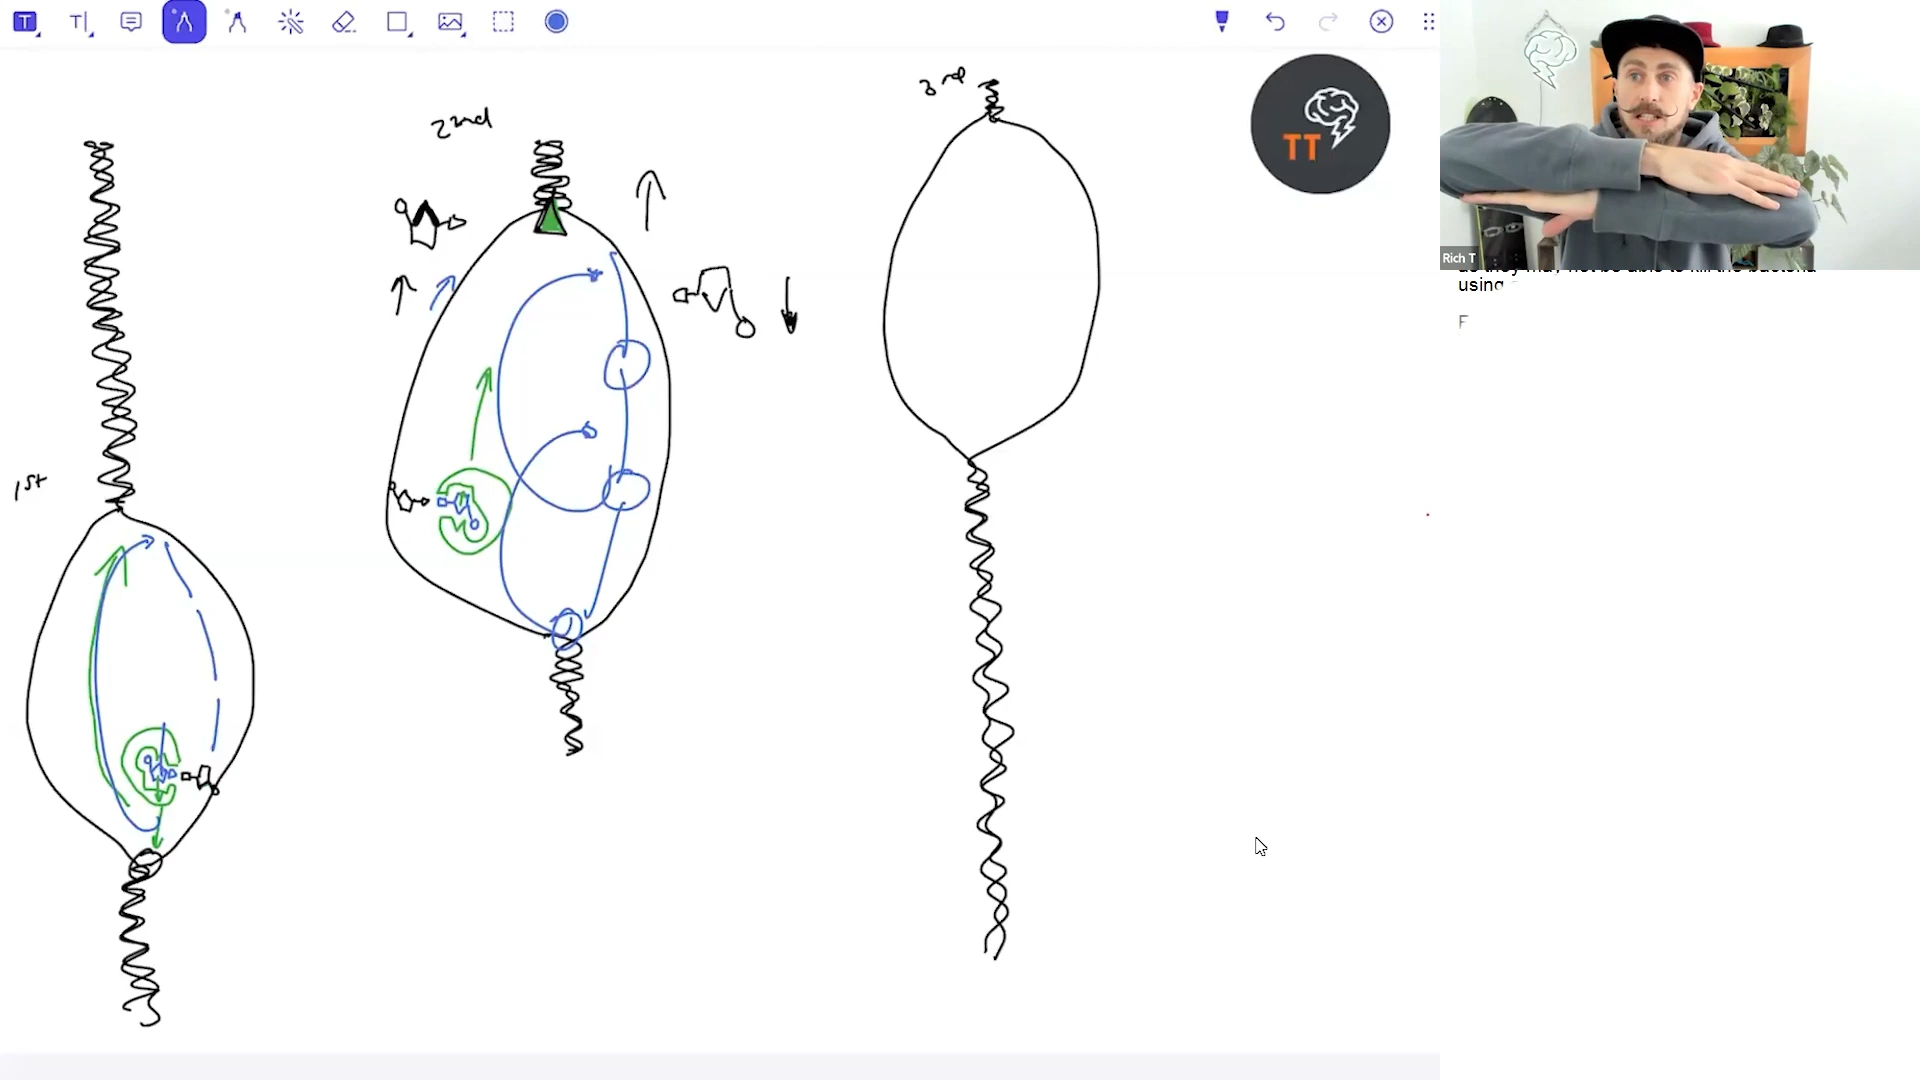 1st
2nd
3rd
TT
Rich T
using
F